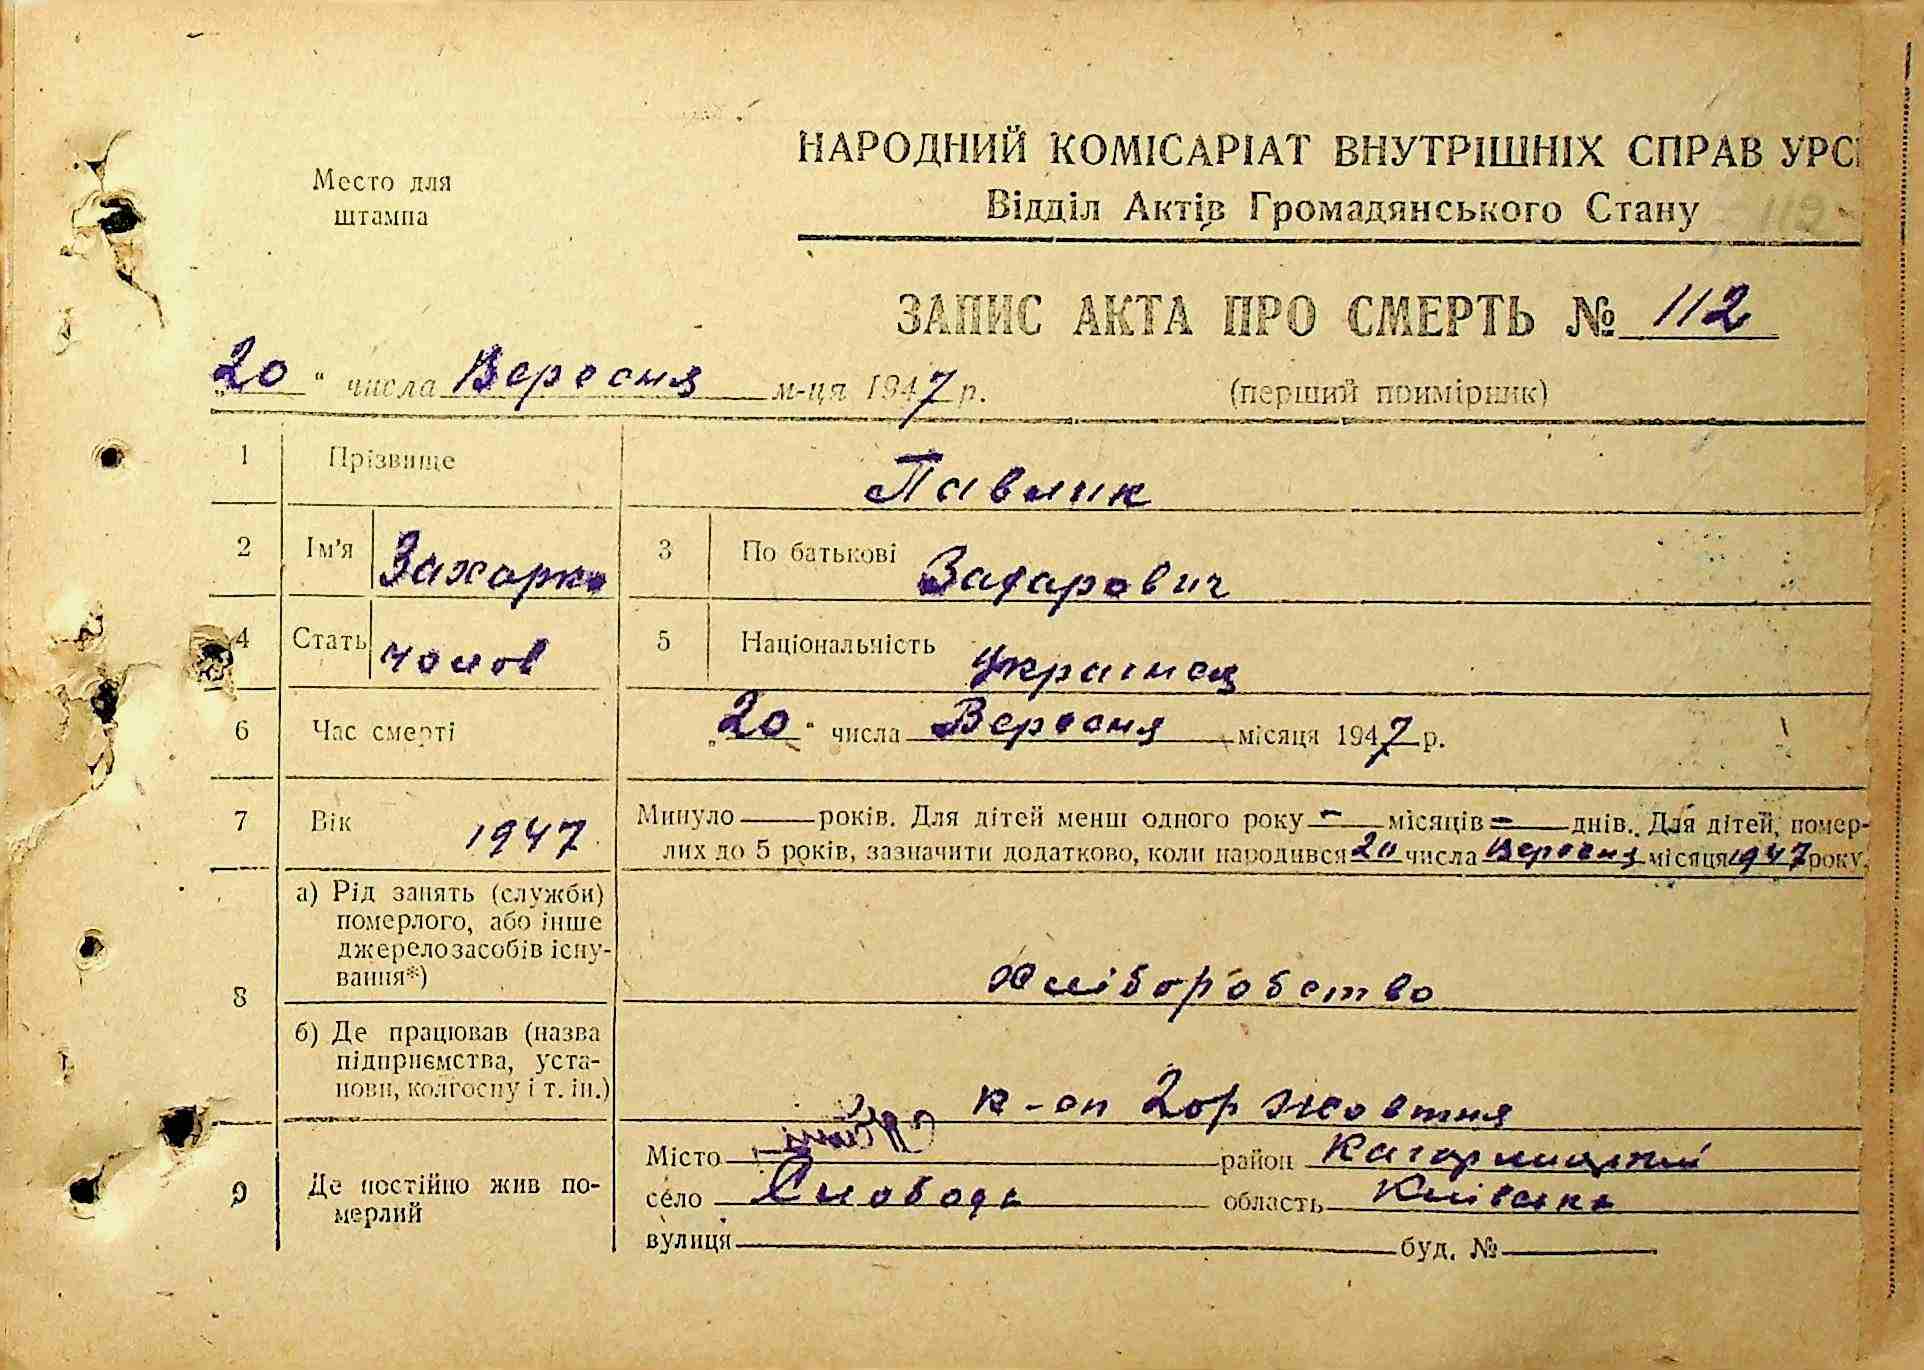 Место для
штампа
НАРОДНИЙ КОМІСАРІАТ ВНУТРІШНІХ СПРАВ УРС
Відділ Актів Громадянського Стану
ЗАПИС АКТА ПРО СМЕРТЬ № 112
„20“ числа Вересня м-ця 1947 р. (перший примірник)
1 Прізвище Павлик
2 Ім'я Захарко 3 По батькові Захарович
4 Стать чолов 5 Національність Українец
6 Час смерті „20“ числа Вересня місяця 1947 р.
7 Вік 1947 Минуло — років. Для дітей менш одного року — місяців — днів. Для дітей, помер-
лих до 5 років, зазначити додатково, коли народився 20 числа Вересня місяця 1947 року.
8 а) Рід занять (служби)
померлого, або інше
джерело засобів існу-
вання*) Хліборобство
б) Де працював (назва
підприємства, уста-
нови, колгоспу і т. ін.) к-сп 2ор Жовтня
9 Де постійно жив по-
мерлий
Місто район Кагарлицький
село Слобода область Київська
вулиця буд. №